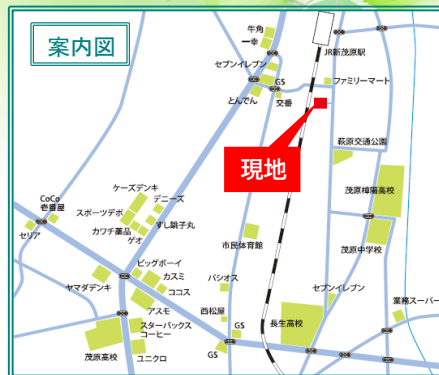 案内図
牛角
一幸
JR新茂原駅
セブンイレブン
GS
ファミリーマート
とんでん
交番
現地
萩原交通公園
茂原樟陽高校
ケーズデンキ
デニーズ
CoCo
壱番屋
スポーツデポ
カワチ薬品
すし銚子丸
ゲオ
セリア
市民体育館
茂原中学校
ビッグボーイ
カスミ
ヤマダデンキ
ココス
パシオス
セブンイレブン
アスモ
西松屋
業務スーパー
スターバックス
コーヒー
長生高校
茂原高校
GS
GS
ユニクロ